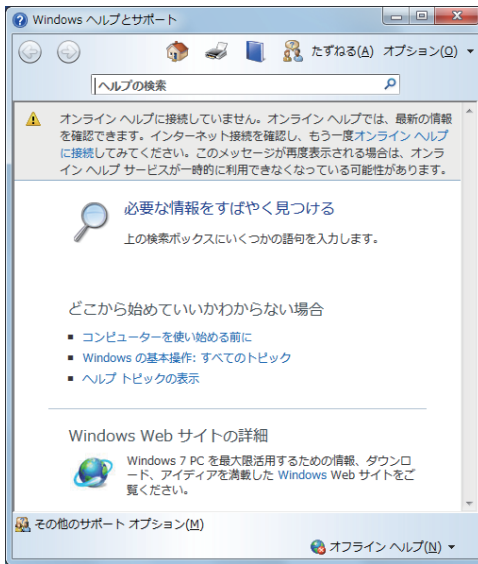 Windows ヘルプとサポート
たずねる(A) オプション(O)
ヘルプの検索
オンライン ヘルプに接続していません。オンライン ヘルプでは、最新の情報
を確認できます。インターネット接続を確認し、もう一度オンライン ヘルプ
に接続してみてください。このメッセージが再度表示される場合は、オンラ
イン ヘルプ サービスが一時的に利用できなくなっている可能性があります。
必要な情報をすばやく見つける
上の検索ボックスにいくつかの語句を入力します。
どこから始めていいかわからない場合
■ コンピューターを使い始める前に
■ Windows の基本操作: すべてのトピック
■ ヘルプ トピックの表示
Windows Web サイトの詳細
Windows 7 PC を最大限活用するための情報、ダウンロ
ード、アイディアを満載した Windows Web サイトをご
覧ください。
その他のサポート オプション(M)
オフライン ヘルプ(N)